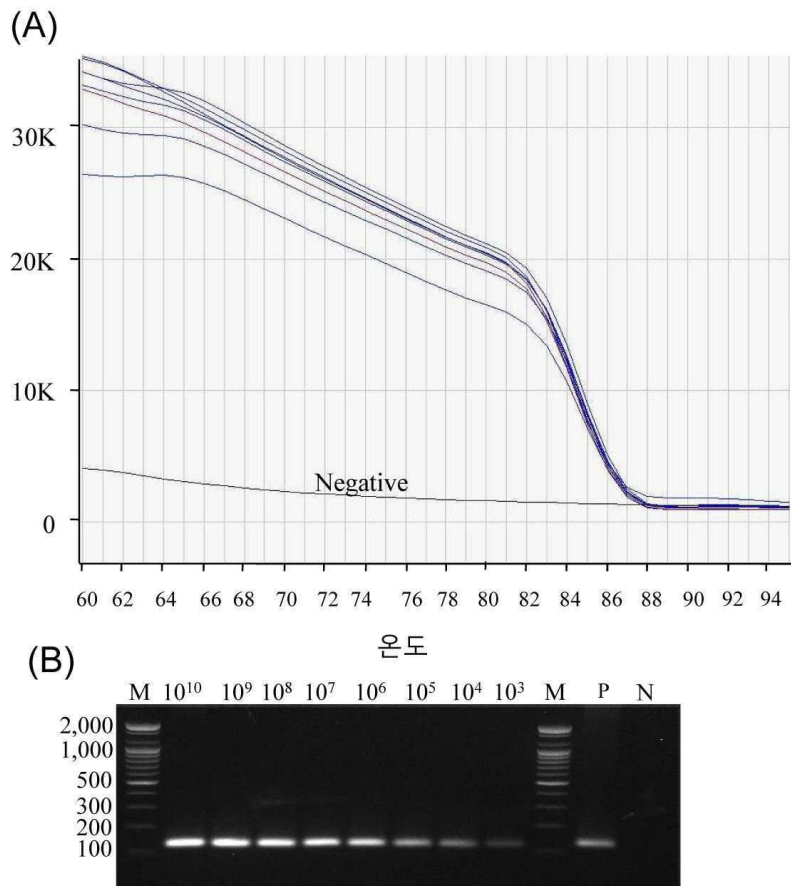 (A)
30K
20K
10K
0
Negative
60 62 64 66 68 70 72 74 76 78 80 82 84 86 88 90 92 94
온도
(B)
M 10¹⁰ 10⁹ 10⁸ 10⁷ 10⁶ 10⁵ 10⁴ 10³ M P N
2,000
1,000
500
300
200
100